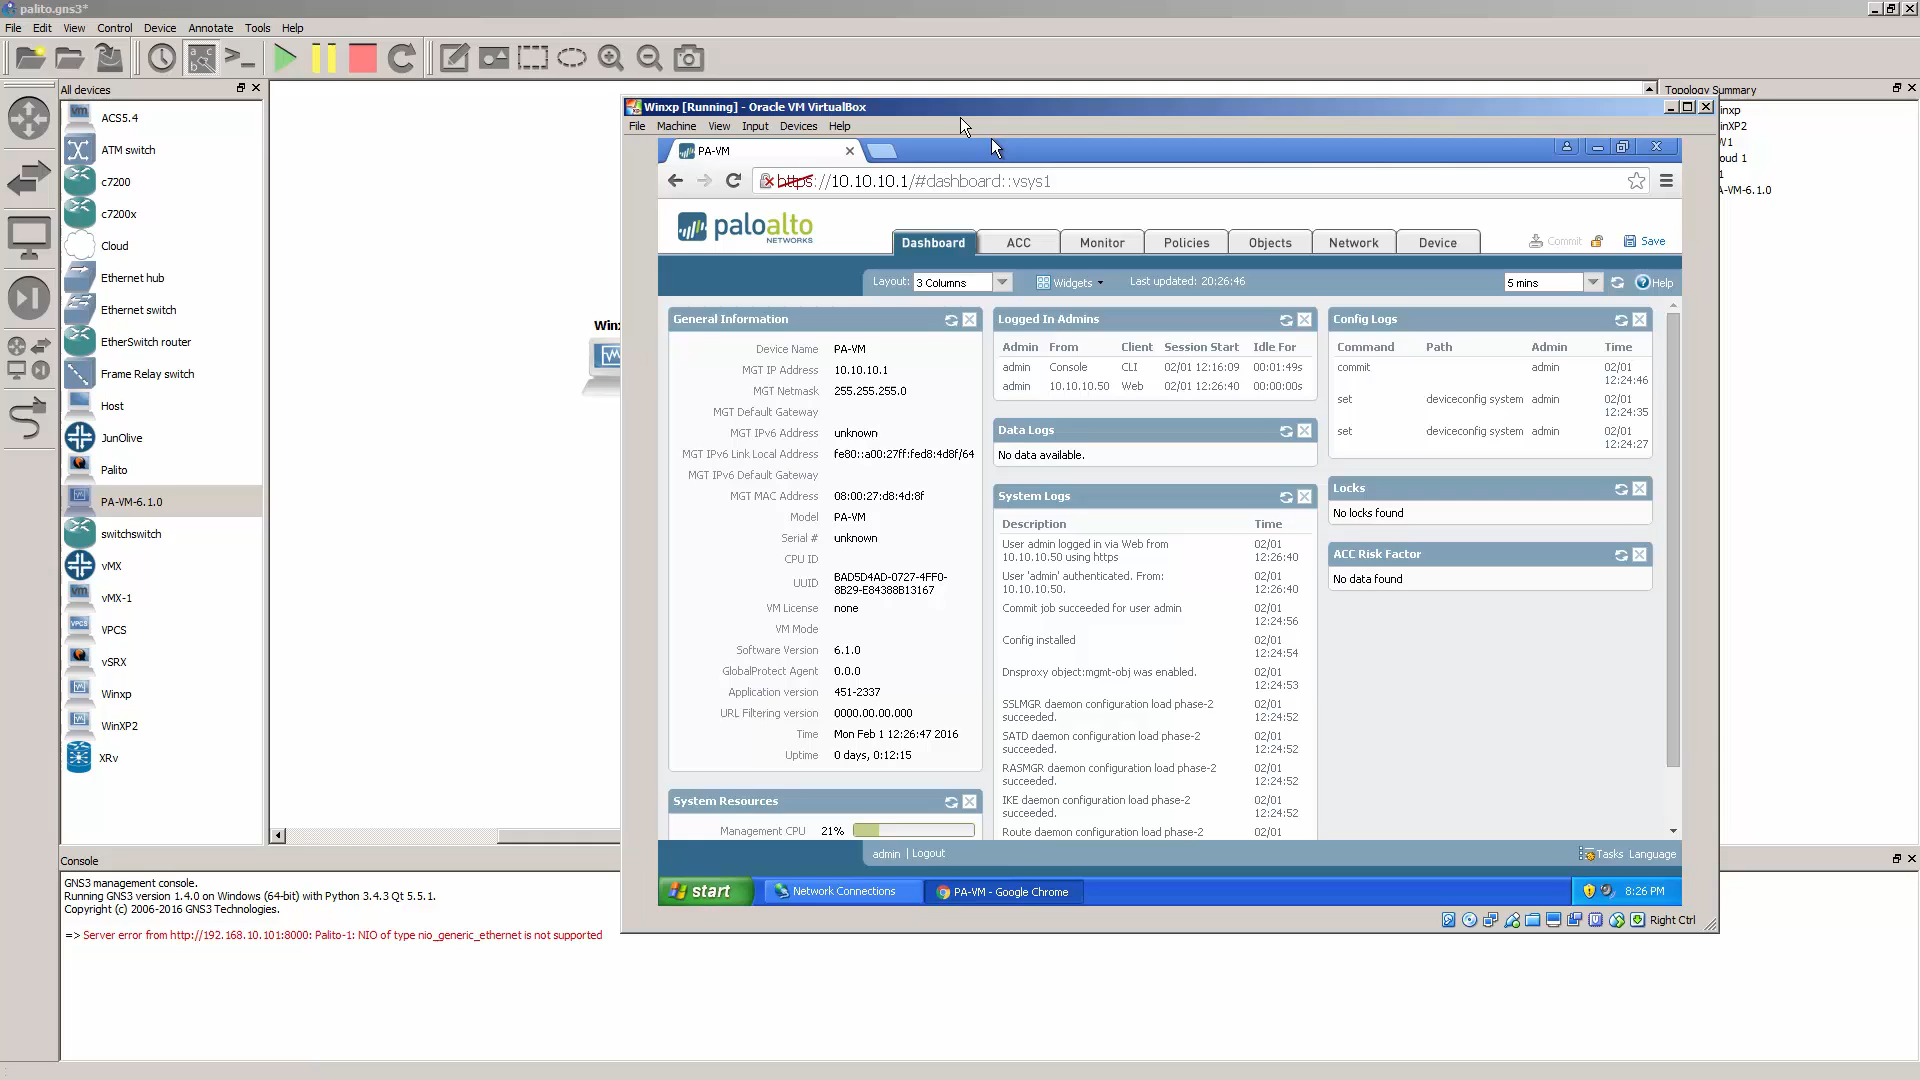 palito.gns3*
File Edit View Control Device Annotate Tools Help
All devices
ACS5.4
ATM switch
c7200
c7200x
Cloud
Ethernet hub
Ethernet switch
EtherSwitch router
Frame Relay switch
Host
JunOlive
Palito
PA-VM-6.1.0
switchswitch
vMX
vMX-1
VPCS
vSRX
Winxp
WinXP2
XRv
Topology Summary
Winxp [Running] - Oracle VM VirtualBox
File Machine View Input Devices Help
PA-VM
https://10.10.10.1/#dashboard::vsys1
paloalto
NETWORKS
Dashboard ACC Monitor Policies Objects Network Device
Commit Save
Layout: 3 Columns Widgets Last updated: 20:26:46 5 mins Help
General Information
Device Name PA-VM
MGT IP Address 10.10.10.1
MGT Netmask 255.255.255.0
MGT Default Gateway
MGT IPv6 Address unknown
MGT IPv6 Link Local Address fe80::a00:27ff:fed8:4d8f/64
MGT IPv6 Default Gateway
MGT MAC Address 08:00:27:d8:4d:8f
Model PA-VM
Serial # unknown
CPU ID
UUID BAD5D4AD-0727-4FF0-
8B29-E84388B13167
VM License none
VM Mode
Software Version 6.1.0
GlobalProtect Agent 0.0.0
Application version 451-2337
URL Filtering version 0000.00.00.000
Time Mon Feb 1 12:26:47 2016
Uptime 0 days, 0:12:15
System Resources
Management CPU 21%
Logged In Admins
Admin From Client Session Start Idle For
admin Console CLI 02/01 12:16:09 00:01:49s
admin 10.10.10.50 Web 02/01 12:26:40 00:00:00s
Data Logs
No data available.
System Logs
Description Time
User admin logged in via Web from 02/01
10.10.10.50 using https 12:26:40
User 'admin' authenticated. From: 02/01
10.10.10.50. 12:26:40
Commit job succeeded for user admin 02/01
12:24:56
Config installed 02/01
12:24:54
Dnsproxy object:mgmt-obj was enabled. 02/01
12:24:53
SSLMGR daemon configuration load phase-2 02/01
succeeded. 12:24:52
SATD daemon configuration load phase-2 02/01
succeeded. 12:24:52
RASMGR daemon configuration load phase-2 02/01
succeeded. 12:24:52
IKE daemon configuration load phase-2 02/01
succeeded. 12:24:52
Route daemon configuration load phase-2 02/01
Config Logs
Command Path Admin Time
commit admin 02/01
12:24:46
set deviceconfig system admin 02/01
12:24:35
set deviceconfig system admin 02/01
12:24:27
Locks
No locks found
ACC Risk Factor
No data found
admin | Logout
Tasks Language
start Network Connections PA-VM - Google Chrome 8:26 PM
Right Ctrl
Console
GNS3 management console.
Running GNS3 version 1.4.0 on Windows (64-bit) with Python 3.4.3 Qt 5.5.1.
Copyright (c) 2006-2016 GNS3 Technologies.
=> Server error from http://192.168.10.101:8000: Palito-1: NIO of type nio_generic_ethernet is not supported